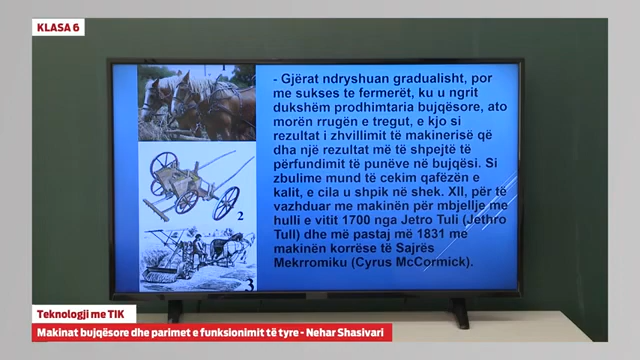 KLASA 6
1
2
3
- Gjërat ndryshuan gradualisht, por
me sukses te fermerët, ku u ngrit
dukshëm prodhimtaria bujqësore, ato
morën rrugën e tregut, e kjo si
rezultat i zhvillimit të makinerisë që
dha një rezultat më të shpejtë të
përfundimit të punëve në bujqësi. Si
zbulime mund të cekim qafëzën e
kalit, e cila u shpik në shek. XII, për të
vazhduar me makinën për mbjellje me
hulli e vitit 1700 nga Jetro Tuli (Jethro
Tull) dhe më pastaj më 1831 me
makinën korrëse të Sajrës
Mekrromiku (Cyrus McCormick).
Teknologji me TIK
Makinat bujqësore dhe parimet e funksionimit të tyre - Nehar Shasivari